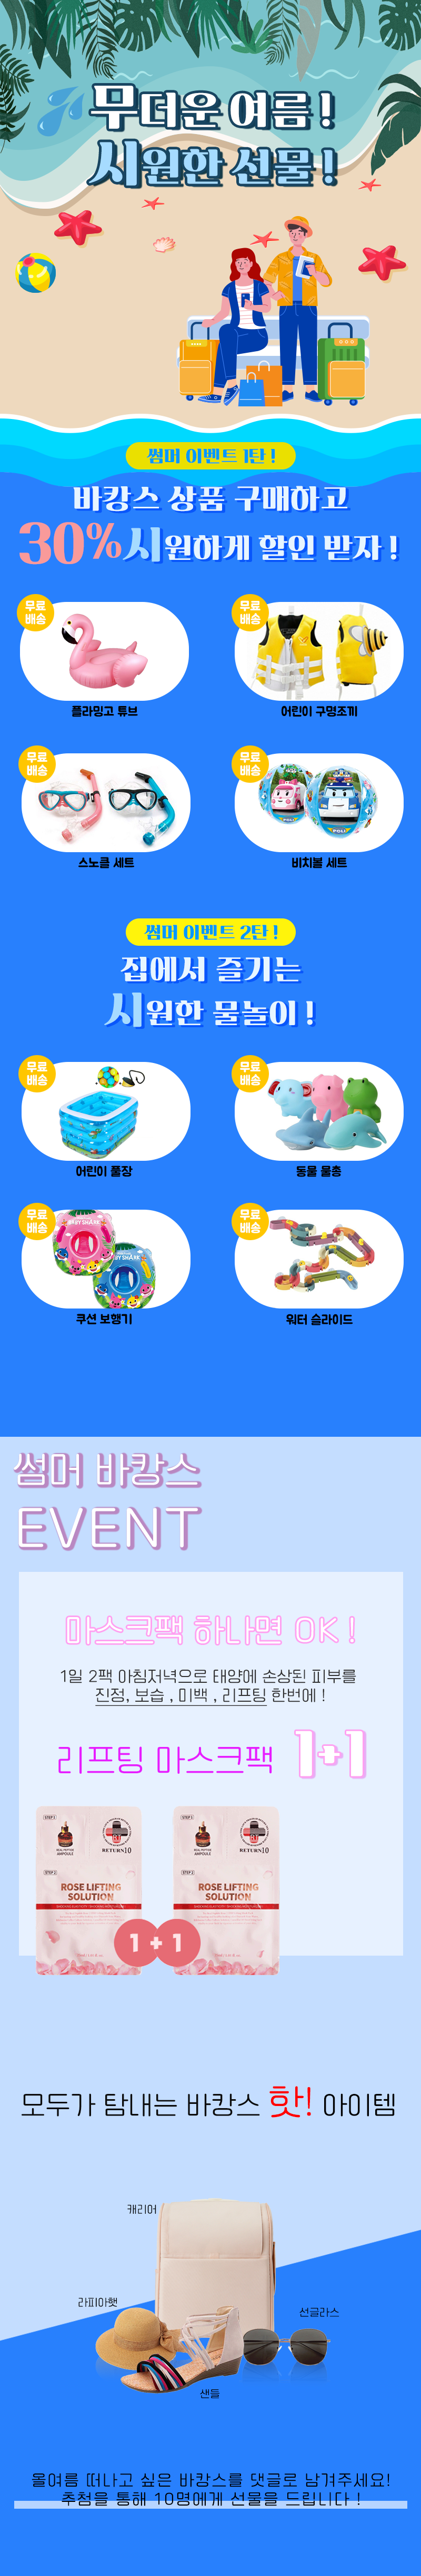 무더운 여름 !
시원한 선물 !
썸머 이벤트 1탄 !
바캉스 상품 구매하고
30% 시원하게 할인 받자 !
무료
배송
플라밍고 튜브
무료
배송
어린이 구명조끼
무료
배송
스노클 세트
무료
배송
POLI
POLI
비치볼 세트
썸머 이벤트 2탄 !
집에서 즐기는
시원한 물놀이 !
무료
배송
어린이 풀장
무료
배송
동물 물총
무료
배송
BABY SHARK
BABY SHARK
쿠션 보행기
무료
배송
워터 슬라이드
썸머 바캉스
EVENT
마스크팩 하나면 OK !
1일 2팩 아침저녁으로 태양에 손상된 피부를
진정, 보습 , 미백 , 리프팅 한번에 !
리프팅 마스크팩 1+1
STEP 1
AMPOULE
RETURN10
STEP 2
ROSE LIFTING
SOLUTION
STEP 1
AMPOULE
RETURN10
STEP 2
ROSE LIFTING
SOLUTION
1 + 1
모두가 탐내는 바캉스 핫! 아이템
캐리어
라피아햇
선글라스
샌들
올여름 떠나고 싶은 바캉스를 댓글로 남겨주세요!
추첨을 통해 10명에게 선물을 드립니다 !